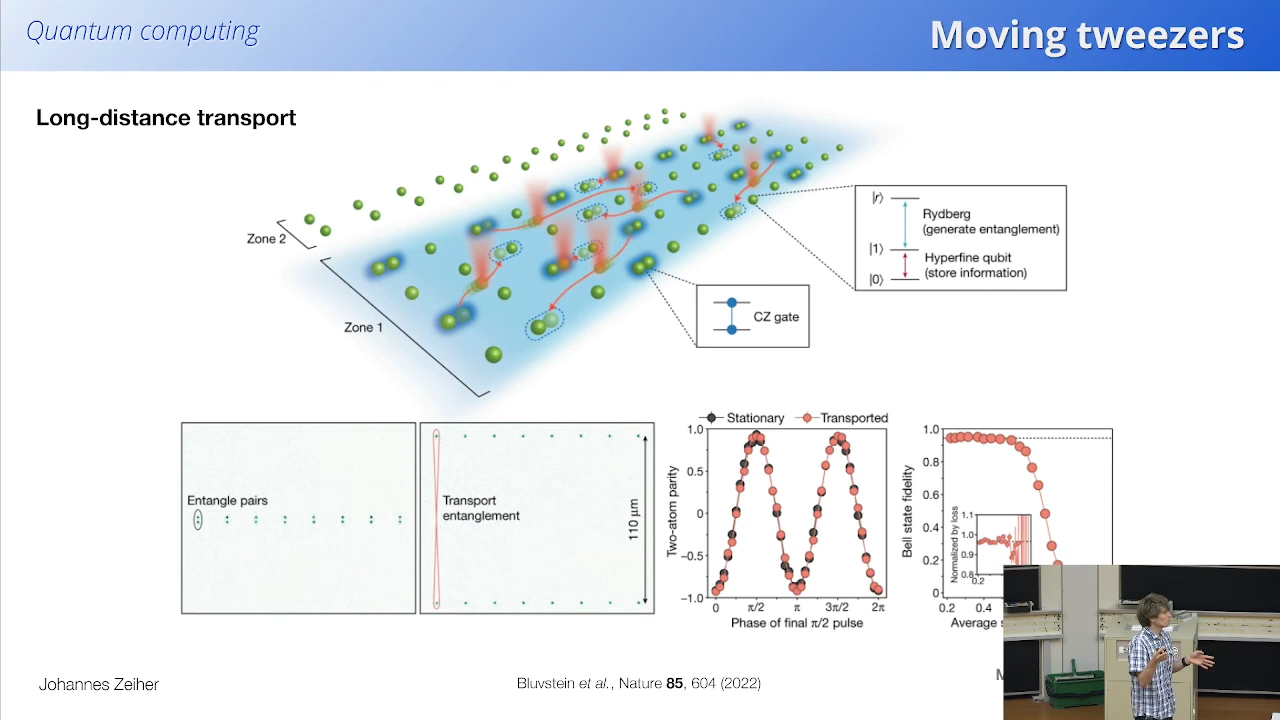 Quantum computing
Moving tweezers
Long-distance transport
Zone 2
Zone 1
|r⟩
Rydberg
(generate entanglement)
|1⟩
Hyperfine qubit
(store information)
|0⟩
CZ gate
Entangle pairs
Transport
entanglement
110 μm
Stationary
Transported
Two-atom parity
1.0
0.5
0
−0.5
−1.0
0
π/2
π
3π/2
2π
Phase of final π/2 pulse
Bell state fidelity
1.0
0.8
0.6
0.4
0.2
0
Normalized by loss
1.1
1.0
0.9
0.8
0.2
0.2
0.4
Average s
Johannes Zeiher
Bluvstein et al., Nature 85, 604 (2022)
M